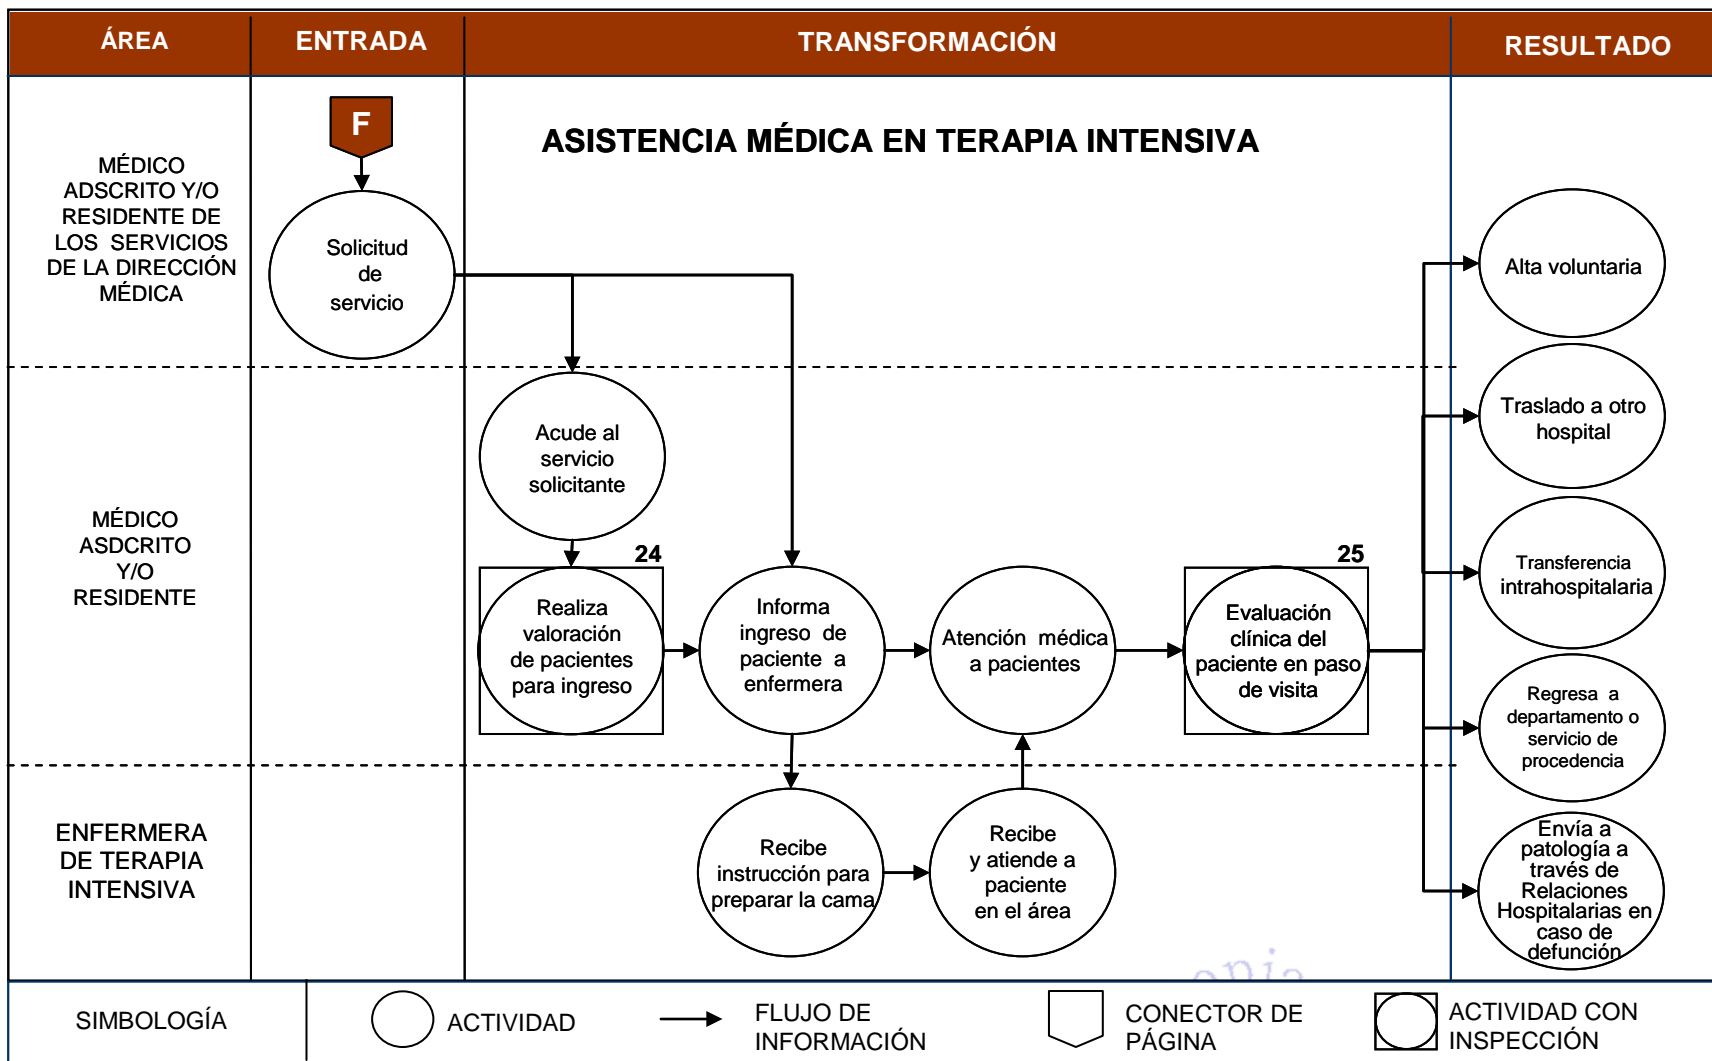 ÁREA
ENTRADA
TRANSFORMACIÓN
RESULTADO
F
ASISTENCIA MÉDICA EN TERAPIA INTENSIVA
MÉDICO
ADSCRITO Y/O
RESIDENTE DE
LOS SERVICIOS
DE LA DIRECCIÓN
MÉDICA
Solicitud
de
servicio
Alta voluntaria
Traslado a otro
hospital
Acude al
servicio
solicitante
MÉDICO
ASDCRITO
Y/O
RESIDENTE
24
Realiza
valoración
de pacientes
para ingreso
Informa
ingreso de
paciente a
enfermera
Atención médica
a pacientes
25
Evaluación
clínica del
paciente en paso
de visita
Transferencia
intrahospitalaria
Regresa a
departamento o
servicio de
procedencia
ENFERMERA
DE TERAPIA
INTENSIVA
Recibe
instrucción para
preparar la cama
Recibe
y atiende a
paciente
en el área
Envía a
patología a
través de
Relaciones
Hospitalarias en
caso de
defunción
SIMBOLOGÍA
ACTIVIDAD
FLUJO DE
INFORMACIÓN
CONECTOR DE
PÁGINA
ACTIVIDAD CON
INSPECCIÓN